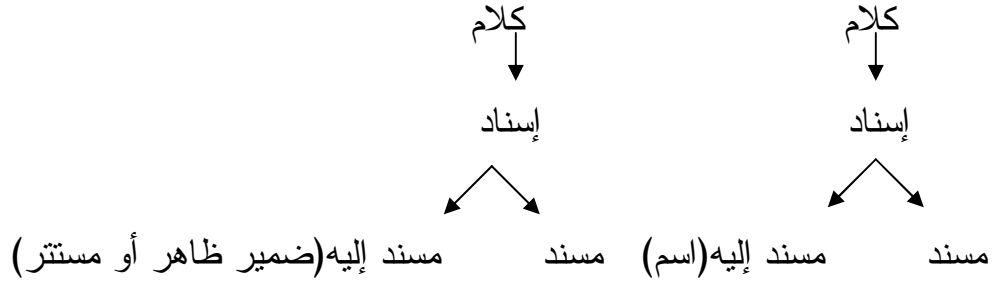 كلام كلام
إسناد إسناد
مسند مسند إليه(اسم) مسند مسند إليه(ضمير ظاهر أو مستتر)